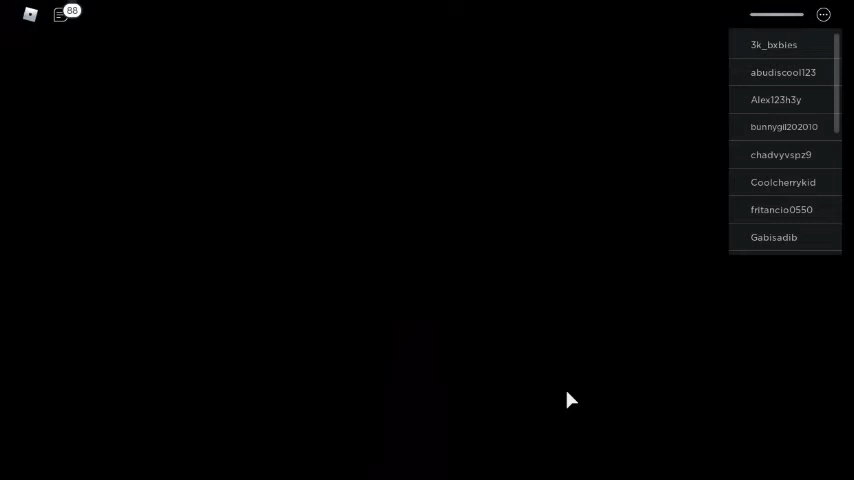 88
3k_bxbies
abudiscool123
Alex123h3y
bunnygil202010
chadvyvspz9
Coolcherrykid
fritancio0550
Gabisadib